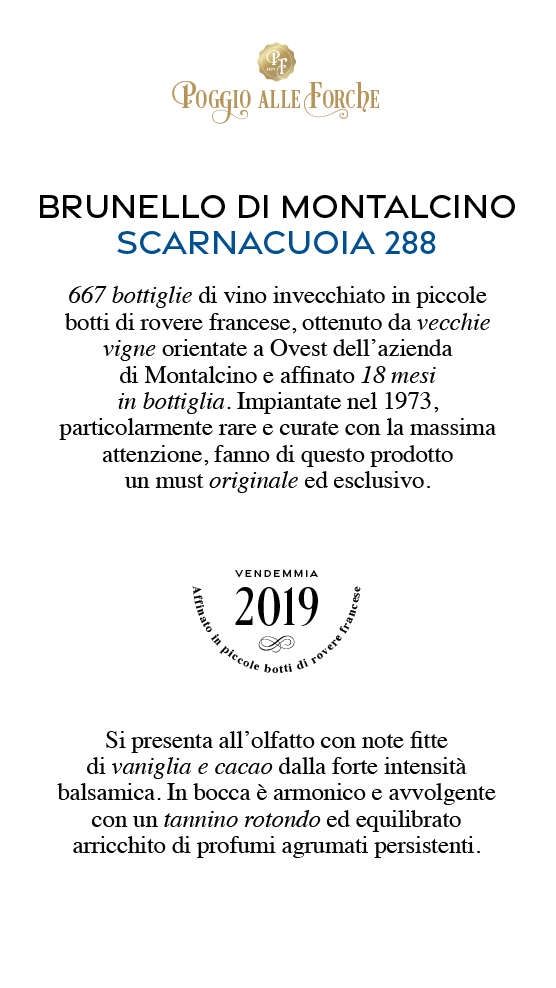 PF
POGGIO ALLE FORCHE
BRUNELLO DI MONTALCINO
SCARNACUOIA 288
667 bottiglie di vino invecchiato in piccole
botti di rovere francese, ottenuto da vecchie
vigne orientate a Ovest dell’azienda
di Montalcino e affinato 18 mesi
in bottiglia. Impiantate nel 1973,
particolarmente rare e curate con la massima
attenzione, fanno di questo prodotto
un must originale ed esclusivo.
VENDEMMIA
2019
Affinato in piccole botti di rovere francese
Si presenta all’olfatto con note fitte
di vaniglia e cacao dalla forte intensità
balsamica. In bocca è armonico e avvolgente
con un tannino rotondo ed equilibrato
arricchito di profumi agrumati persistenti.